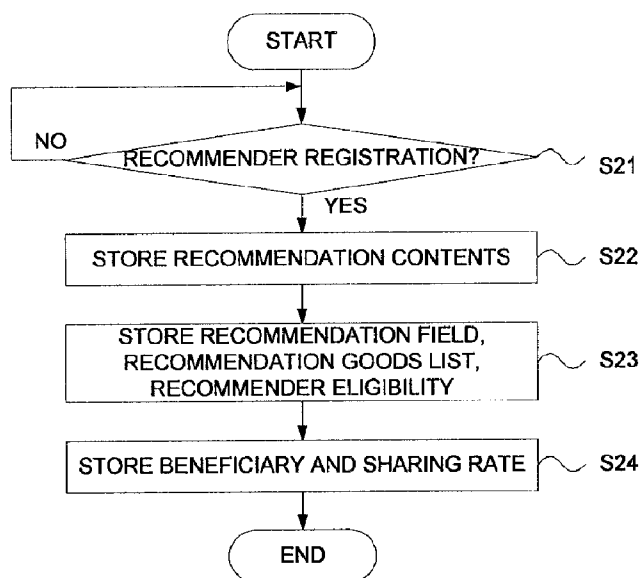 START
NO
RECOMMENDER REGISTRATION?
S21
YES
STORE RECOMMENDATION CONTENTS
S22
STORE RECOMMENDATION FIELD,
RECOMMENDATION GOODS LIST,
RECOMMENDER ELIGIBILITY
S23
STORE BENEFICIARY AND SHARING RATE
S24
END